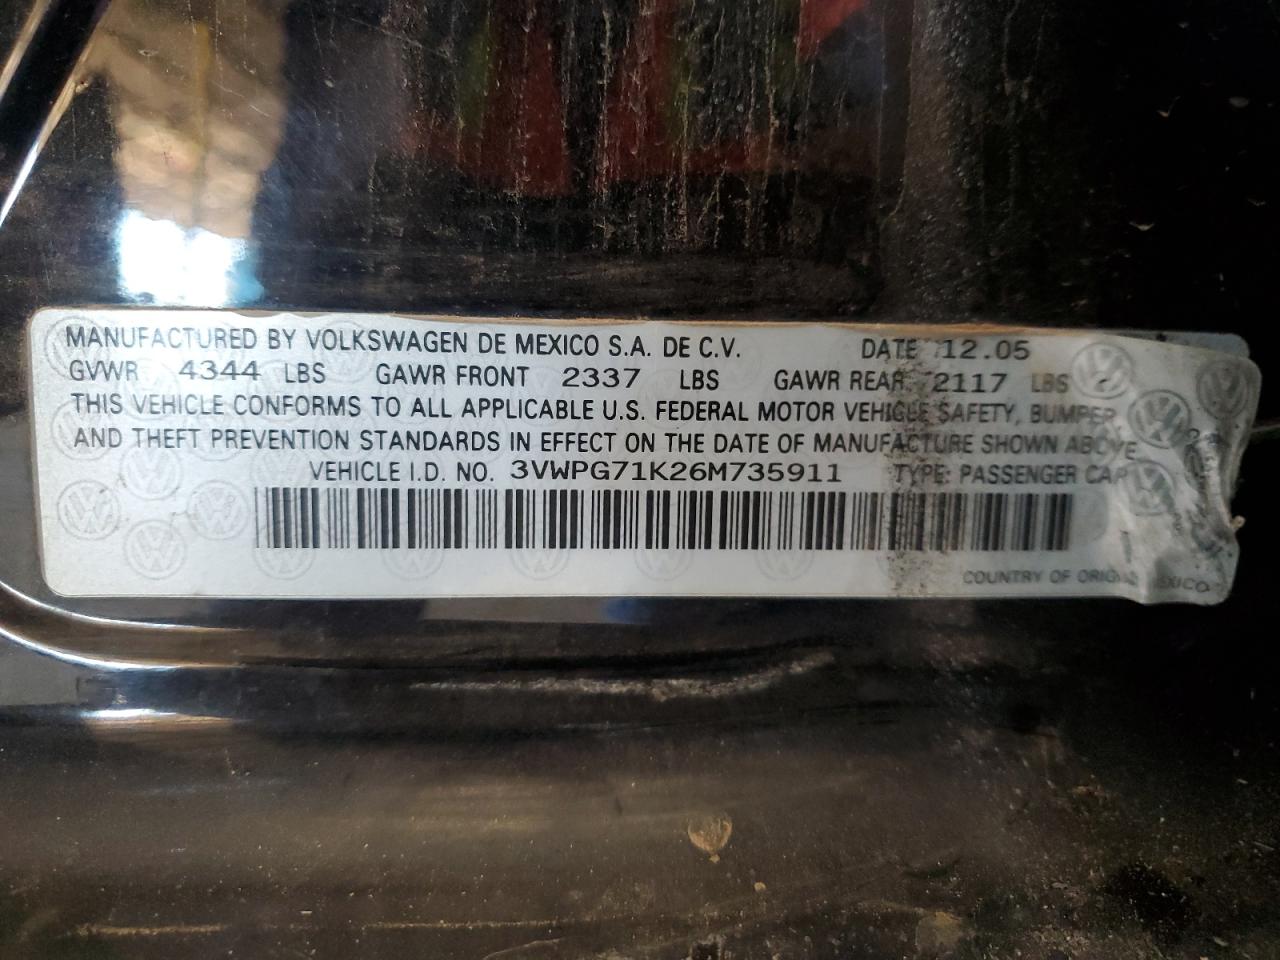 MANUFACTURED BY VOLKSWAGEN DE MEXICO S.A. DE C.V. DATE 12.05
GVWR 4344 LBS GAWR FRONT 2337 LBS GAWR REAR 2117 LBS
THIS VEHICLE CONFORMS TO ALL APPLICABLE U.S. FEDERAL MOTOR VEHICLE SAFETY, BUMPER
AND THEFT PREVENTION STANDARDS IN EFFECT ON THE DATE OF MANUFACTURE SHOWN ABOVE
VEHICLE I.D. NO. 3VWPG71K26M735911 TYPE: PASSENGER CAR
COUNTRY OF ORIGIN MEXICO